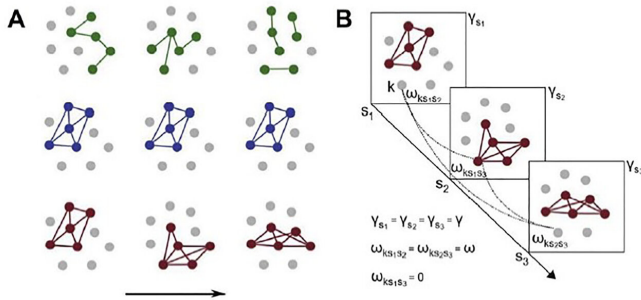 A
B
γs₁
k
ωks₁s₂
s₁
γs₂
ωks₁s₃
s₂
γs₃
ωks₂s₃
s₃
γs₁ = γs₂ = γs₃ = γ
ωks₁s₂ = ωks₂s₃ = ω
ωks₁s₃ = 0